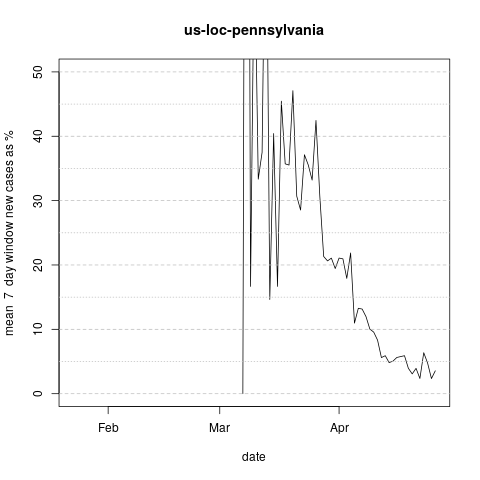 us-loc-pennsylvania
mean 7 day window new cases as %
50
40
30
20
10
0
Feb
Mar
Apr
date